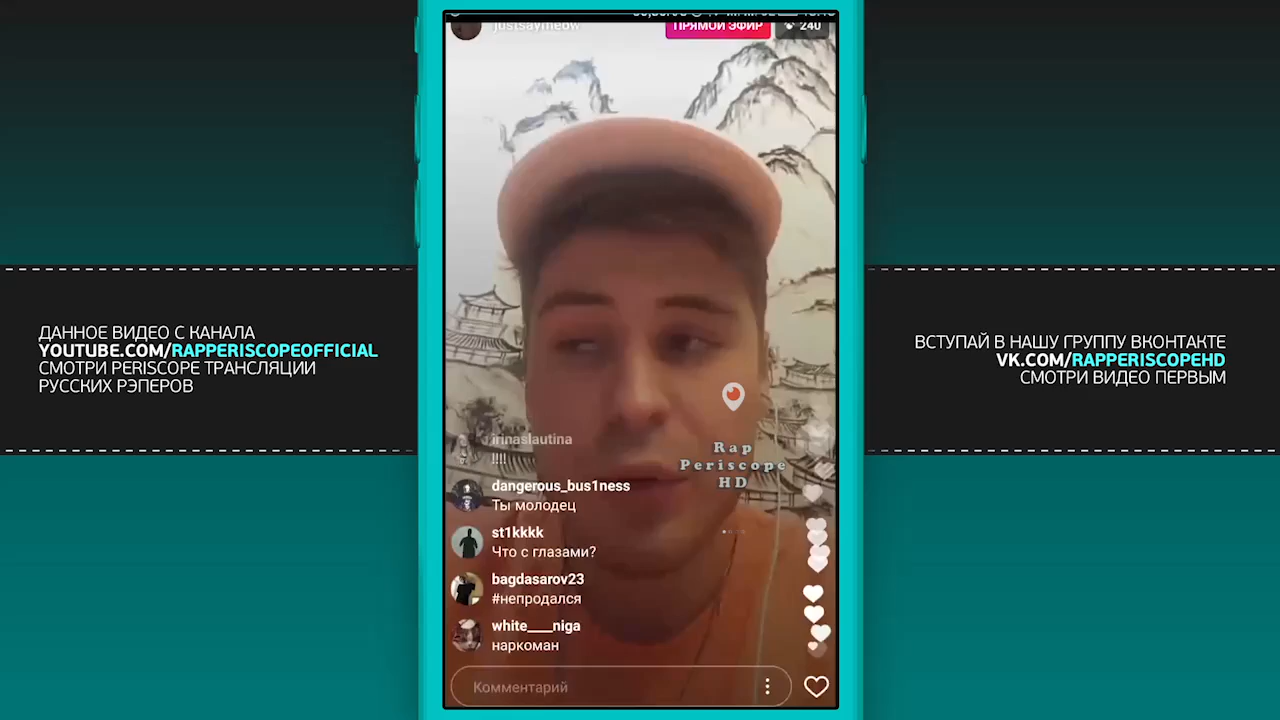 justsaymeow
ПРЯМОЙ ЭФИР
240
ДАННОЕ ВИДЕО С КАНАЛА
YOUTUBE.COM/RAPPERISCOPEOFFICIAL
СМОТРИ PERISCOPE ТРАНСЛЯЦИИ
РУССКИХ РЭПЕРОВ
ВСТУПАЙ В НАШУ ГРУППУ ВКОНТАКТЕ
VK.COM/RAPPERISCOPEHD
СМОТРИ ВИДЕО ПЕРВЫМ
Rap
Periscope
HD
irinaslautina
!!!!
dangerous_bus1ness
Ты молодец
st1kkkk
Что с глазами?
bagdasarov23
#непродался
white____niga
наркоман
Комментарий